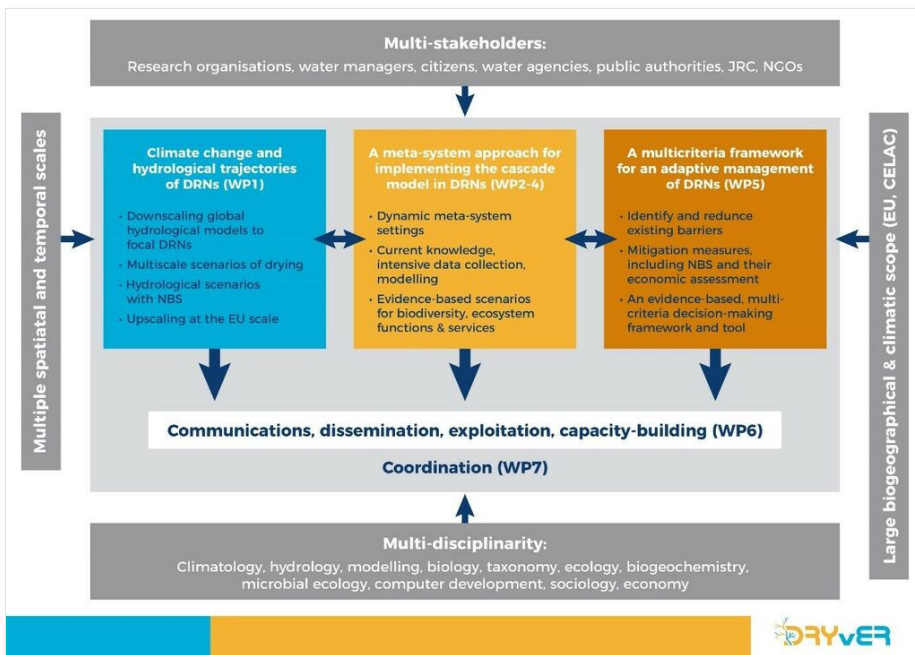 Multi-stakeholders:
Research organisations, water managers, citizens, water agencies, public authorities, JRC, NGOs
Multiple spatiatal and temporal scales
Climate change and
hydrological trajectories
of DRNs (WP1)
• Downscaling global
hydrological models to
focal DRNs
• Multiscale scenarios of drying
• Hydrological scenarios
with NBS
• Upscaling at the EU scale
A meta-system approach for
implementing the cascade
model in DRNs (WP2-4)
• Dynamic meta-system
settings
• Current knowledge,
intensive data collection,
modelling
• Evidence-based scenarios
for biodiversity, ecosystem
functions & services
A multicriteria framework
for an adaptive management
of DRNs (WP5)
• Identify and redunce
existing barriers
• Mitigation measures,
including NBS and their
economic assessment
• An evidence-based, multi-
criteria decision-making
framework and tool
Large biogeographical & climatic scope (EU, CELAC)
Communications, dissemination, exploitation, capacity-building (WP6)
Coordination (WP7)
Multi-disciplinarity:
Climatology, hydrology, modelling, biology, taxonomy, ecology, biogeochemistry,
microbial ecology, computer development, sociology, economy
DRYvER